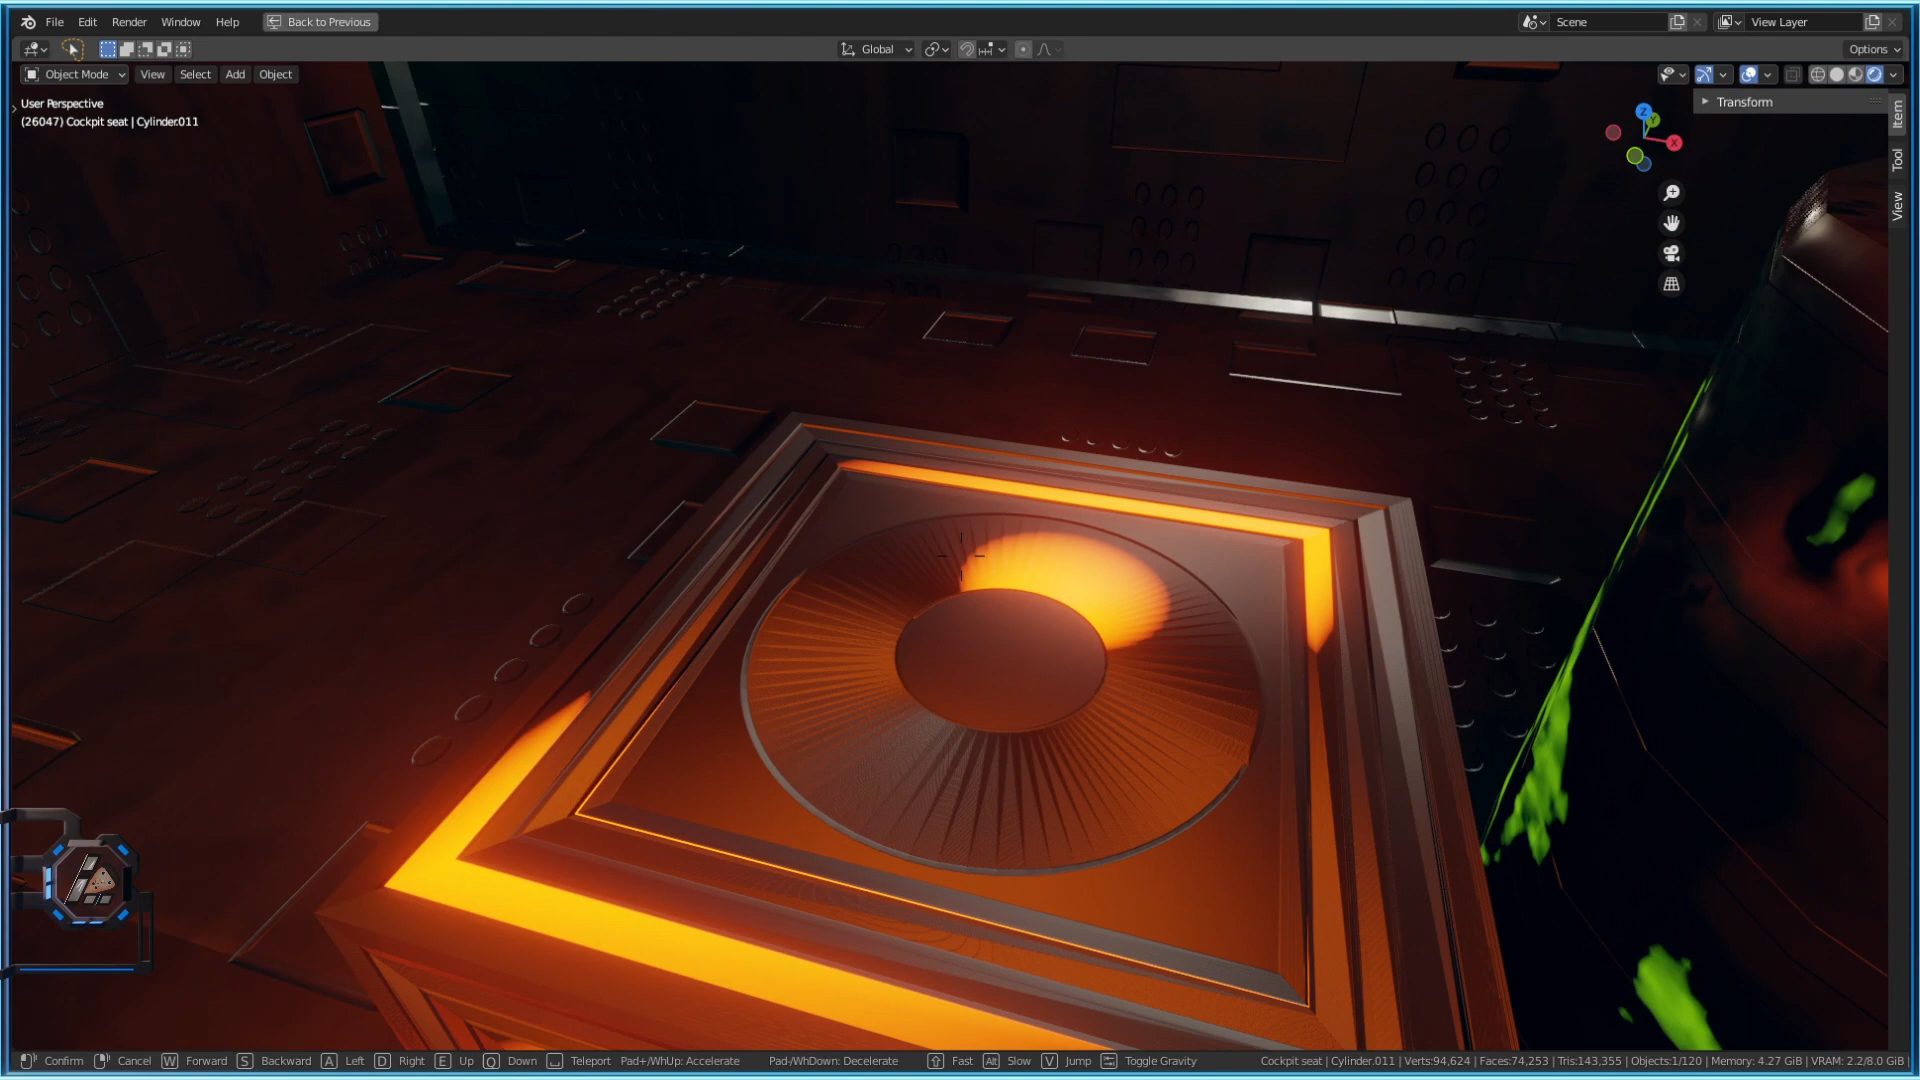 File Edit Render Window Help Back to Previous Scene View Layer
Global Options
Object Mode View Select Add Object
User Perspective
(26047) Cockpit seat | Cylinder.011
Transform
Item
Tool
View
Z
Y
X
Confirm Cancel W Forward S Backward A Left D Right E Up Q Down Teleport Pad+/WhUp: Accelerate Pad-/WhDown: Decelerate Fast Alt Slow V Jump Toggle Gravity Cockpit seat | Cylinder.011 | Verts:94,624 | Faces:74,253 | Tris:143,355 | Objects:1/120 | Memory: 4.27 GiB | VRAM: 2.2/8.0 GiB